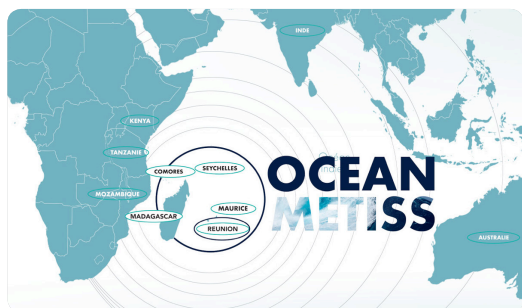 INDE
KENYA
TANZANIE
COMORES
SEYCHELLES
OCEAN
MOZAMBIQUE
MADAGASCAR
MAURICE
METISS
REUNION
AUSTRALIE